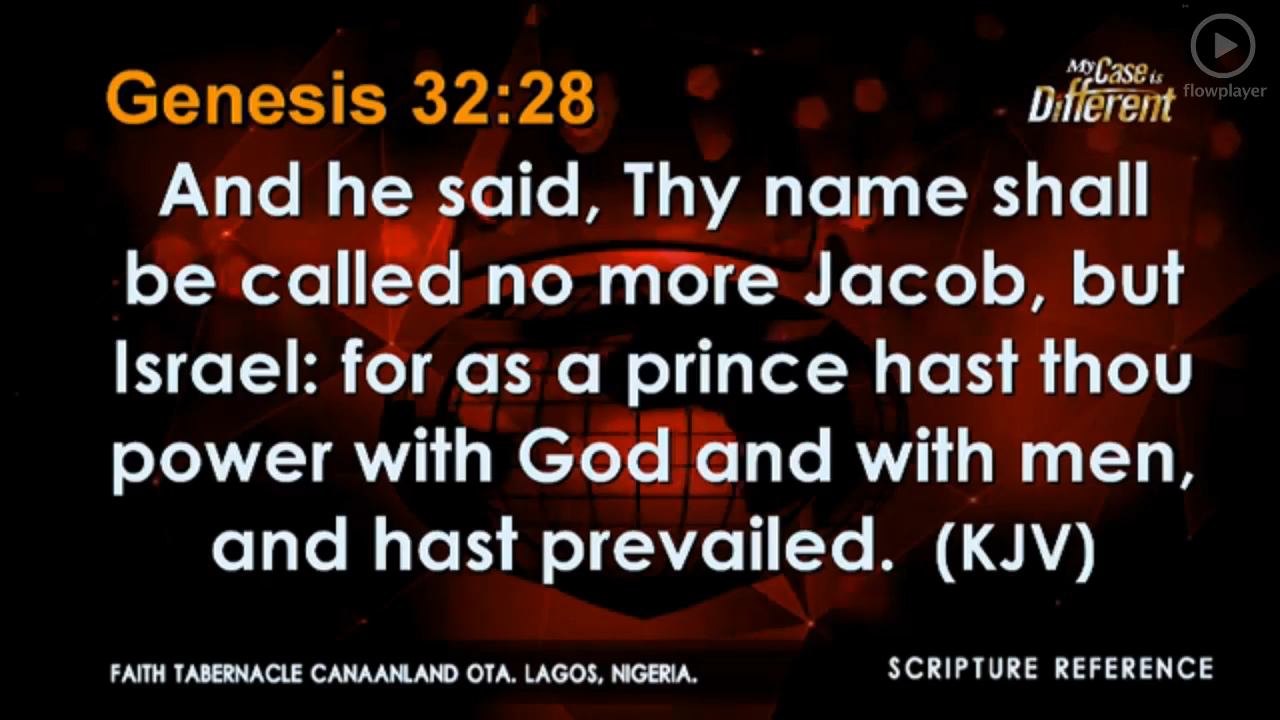 Genesis 32:28
My Case is
Different
flowplayer
And he said, Thy name shall
be called no more Jacob, but
Israel: for as a prince hast thou
power with God and with men,
and hast prevailed. (KJV)
FAITH TABERNACLE CANAANLAND OTA. LAGOS, NIGERIA.
SCRIPTURE REFERENCE